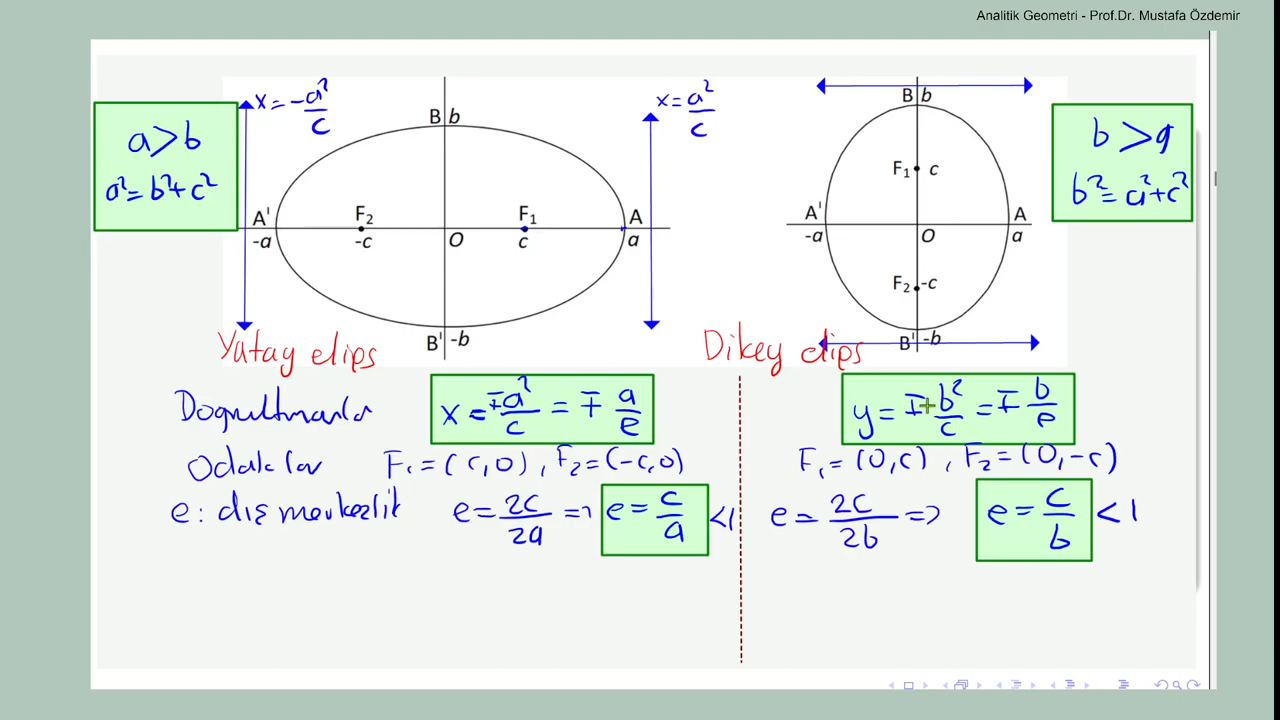 Analitik Geometri - Prof.Dr. Mustafa Özdemir
a>b
a²=b²+c²
x=-a²/c
x=a²/c
B b
A' -a
F₂ -c
O
F₁ c
A a
B' -b
b>a
b²=a²+c²
B b
F₁ c
A' -a
O
A a
F₂ -c
B' -b
Yatay elips
Dikey elips
Doğrultmanlar x=∓a²/c=∓a/e
y=∓b²/c=∓b/e
Odaklar F₁=(c,0), F₂=(-c,0)
F₁=(0,c), F₂=(0,-c)
e: dış merkezlik e=2c/2a⇒e=c/a<1
e=2c/2b⇒e=c/b<1